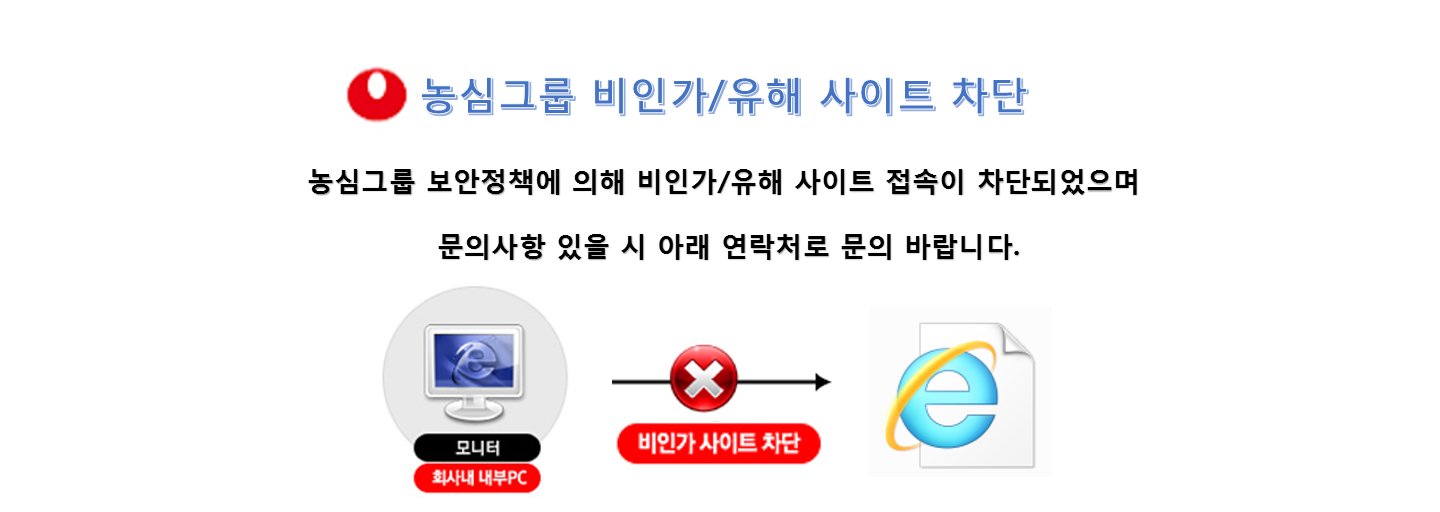 농심그룹 비인가/유해 사이트 차단
농심그룹 보안정책에 의해 비인가/유해 사이트 접속이 차단되었으며
문의사항 있을 시 아래 연락처로 문의 바랍니다.
모니터
회사내 내부PC
비인가 사이트 차단